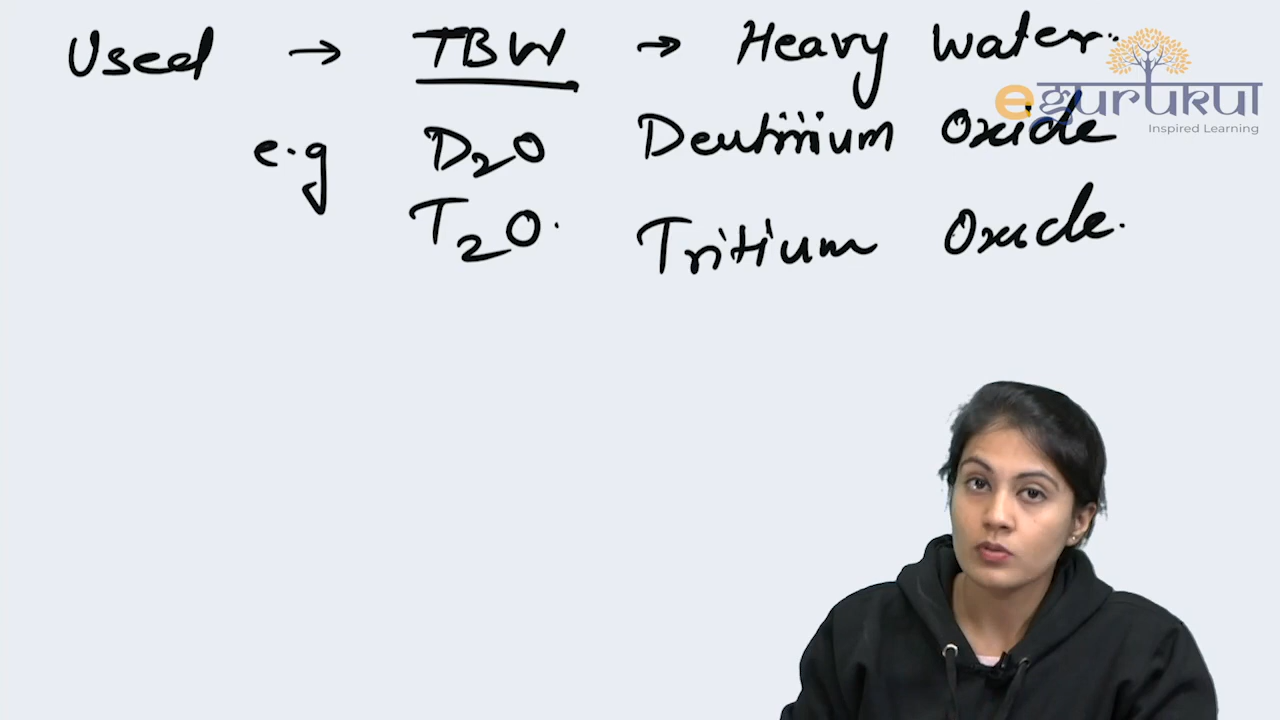 Used → TBW → Heavy water.
egurukul
Inspired Learning
e.g D2O Deutirium Oxide
T2O. Tritium Oxide.